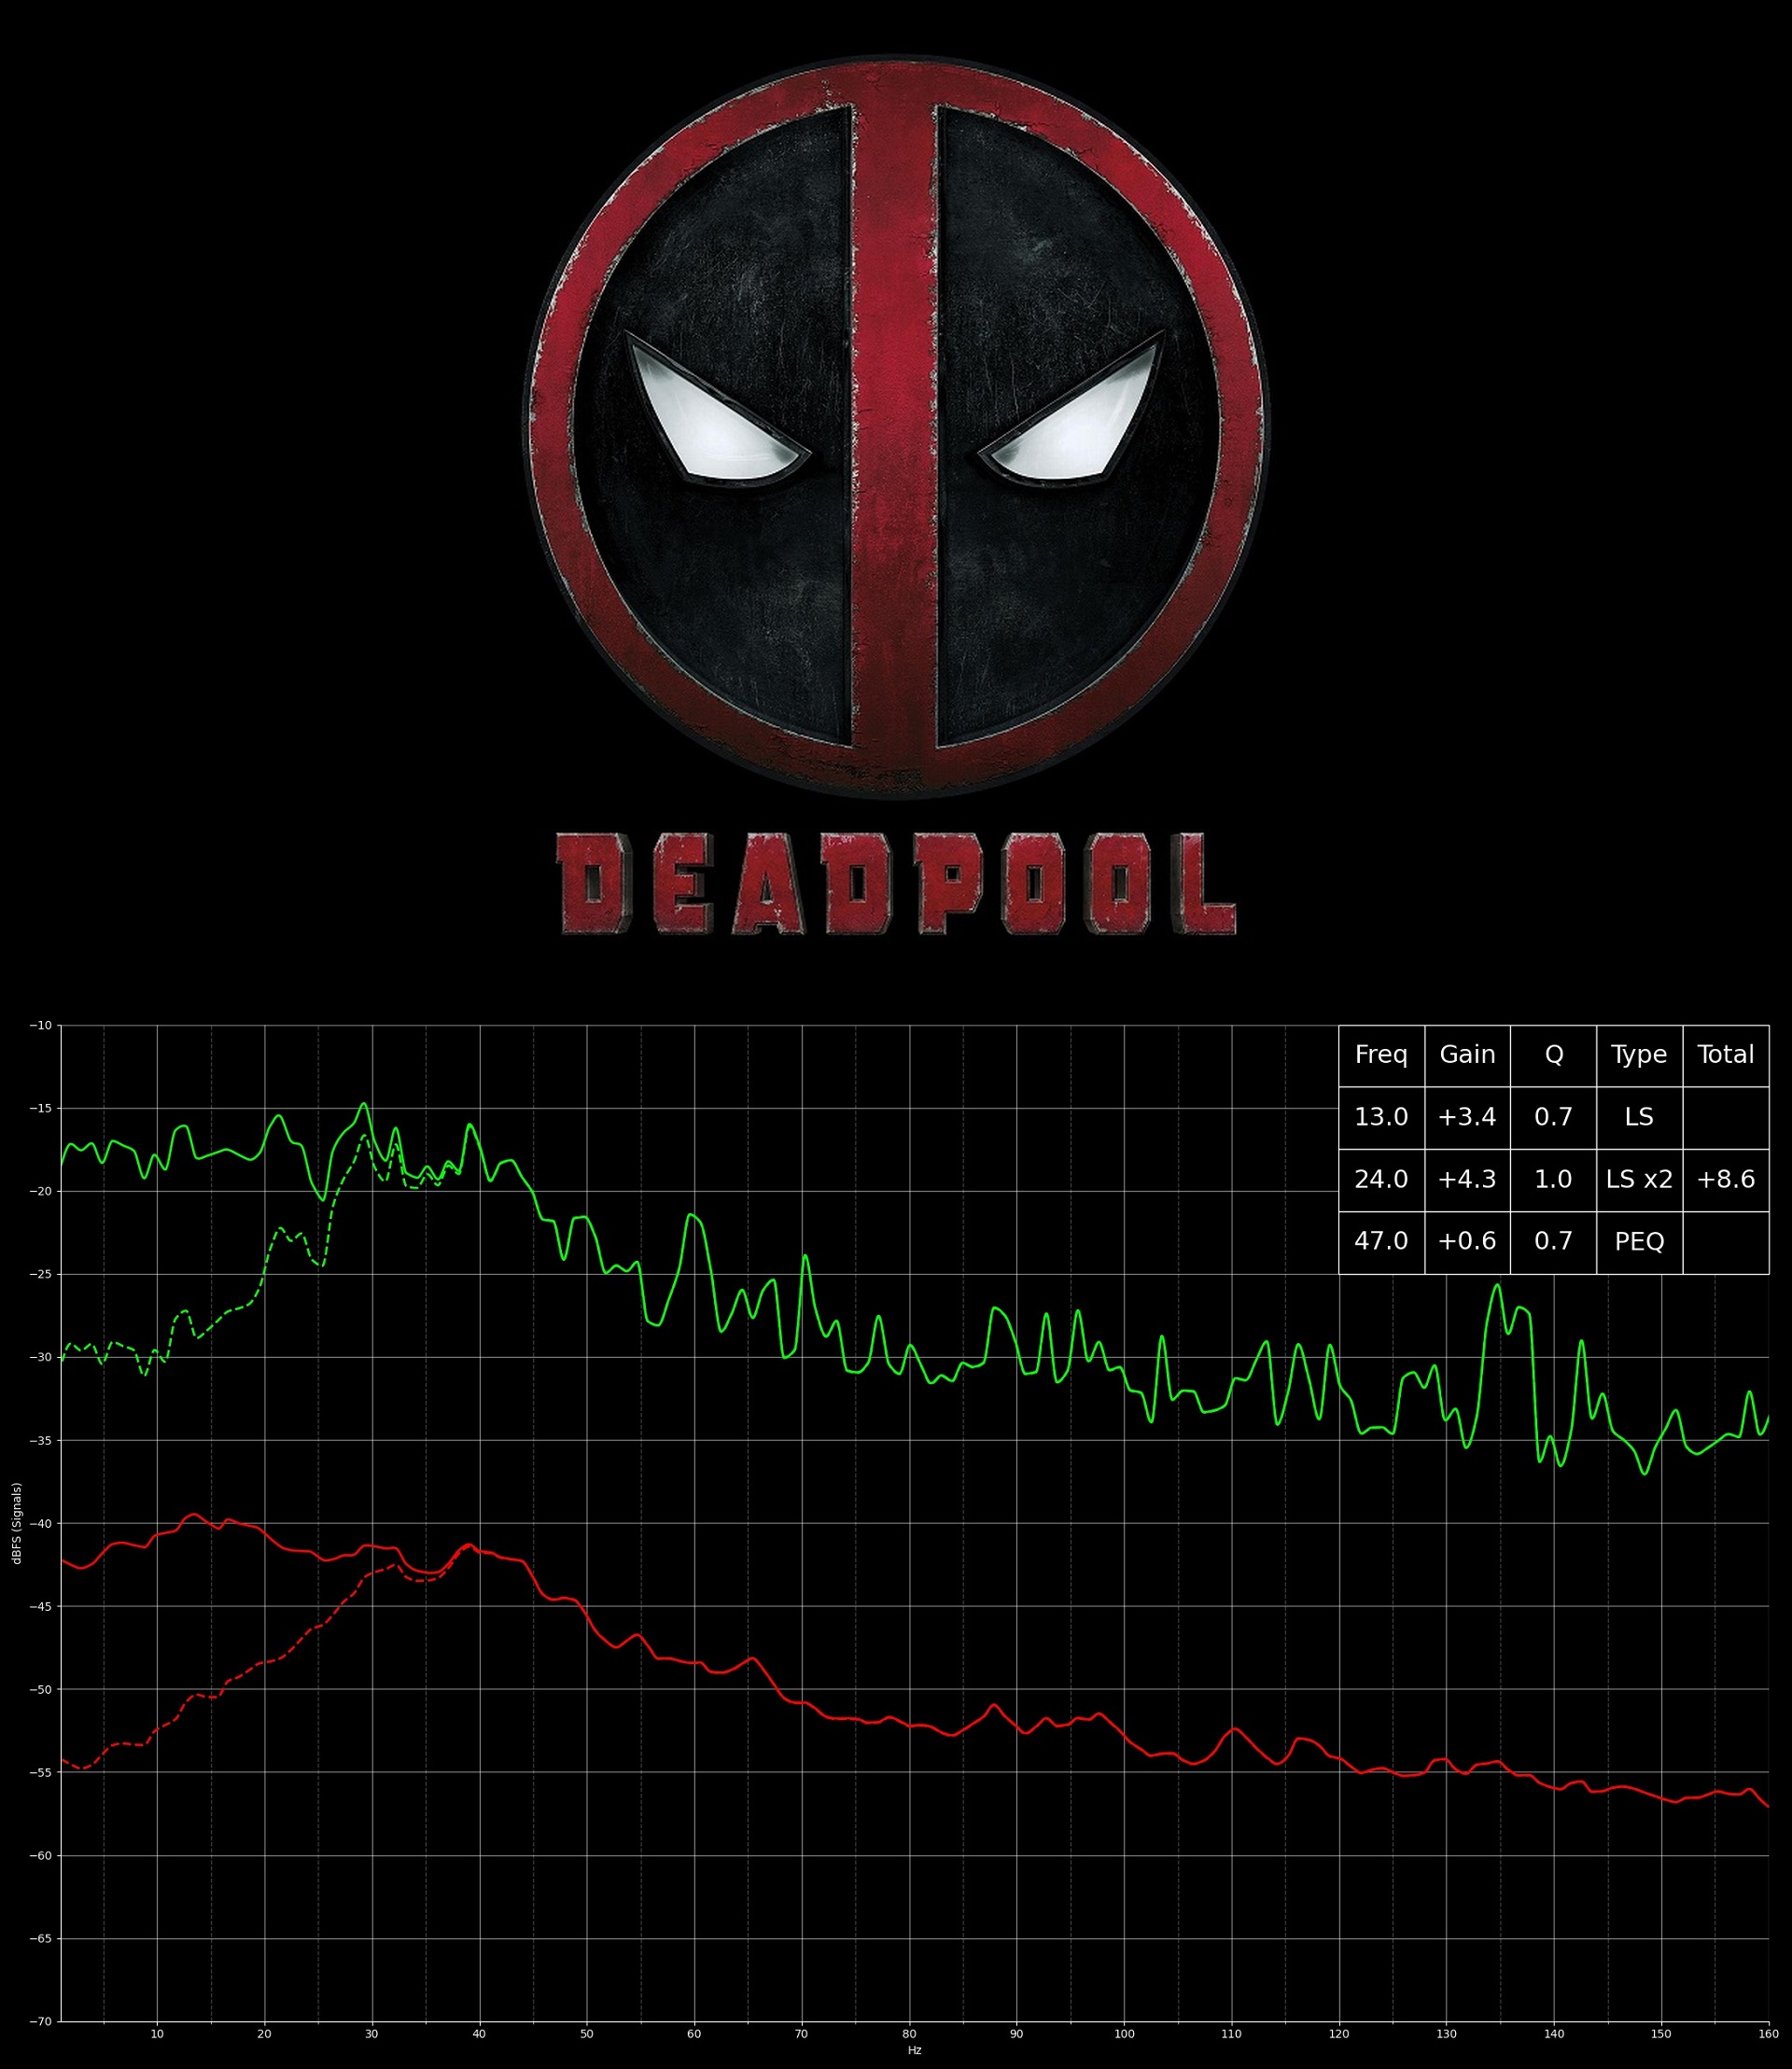 DEADPOOL
Freq Gain Q Type Total
13.0 +3.4 0.7 LS
24.0 +4.3 1.0 LS x2 +8.6
47.0 +0.6 0.7 PEQ
−10
−15
−20
−25
−30
−35
−40
−45
−50
−55
−60
−65
−70
dBFS (Signals)
10 20 30 40 50 60 70 80 90 100 110 120 130 140 150 160
Hz